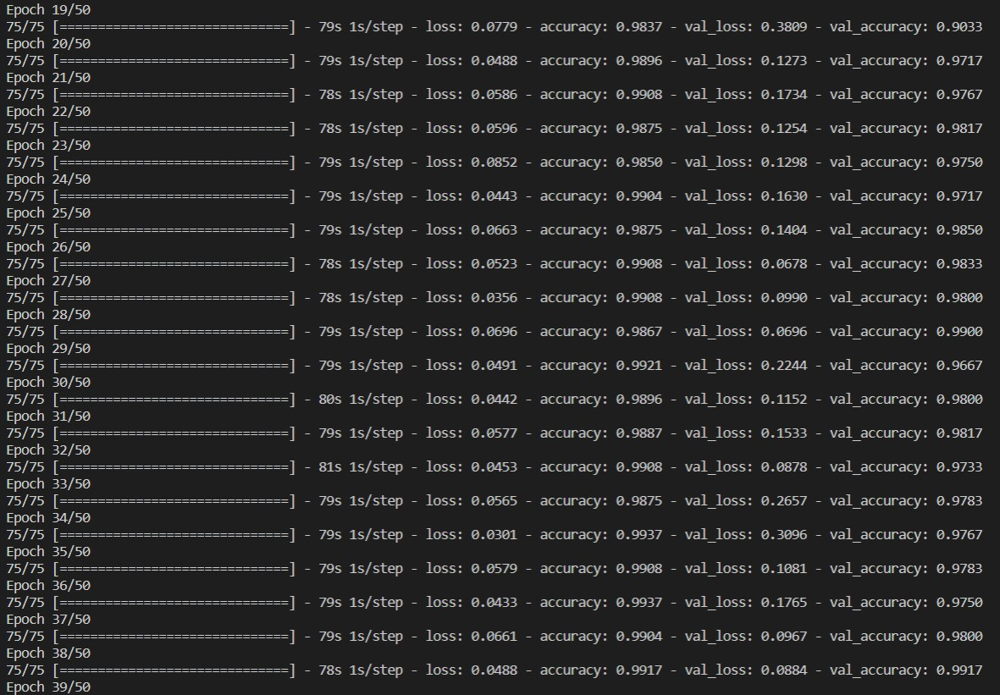 Epoch 19/50
75/75 [==============================] - 79s 1s/step - loss: 0.0779 - accuracy: 0.9837 - val_loss: 0.3809 - val_accuracy: 0.9033
Epoch 20/50
75/75 [==============================] - 79s 1s/step - loss: 0.0488 - accuracy: 0.9896 - val_loss: 0.1273 - val_accuracy: 0.9717
Epoch 21/50
75/75 [==============================] - 78s 1s/step - loss: 0.0586 - accuracy: 0.9908 - val_loss: 0.1734 - val_accuracy: 0.9767
Epoch 22/50
75/75 [==============================] - 78s 1s/step - loss: 0.0596 - accuracy: 0.9875 - val_loss: 0.1254 - val_accuracy: 0.9817
Epoch 23/50
75/75 [==============================] - 79s 1s/step - loss: 0.0852 - accuracy: 0.9850 - val_loss: 0.1298 - val_accuracy: 0.9750
Epoch 24/50
75/75 [==============================] - 79s 1s/step - loss: 0.0443 - accuracy: 0.9904 - val_loss: 0.1630 - val_accuracy: 0.9717
Epoch 25/50
75/75 [==============================] - 79s 1s/step - loss: 0.0663 - accuracy: 0.9875 - val_loss: 0.1404 - val_accuracy: 0.9850
Epoch 26/50
75/75 [==============================] - 78s 1s/step - loss: 0.0523 - accuracy: 0.9908 - val_loss: 0.0678 - val_accuracy: 0.9833
Epoch 27/50
75/75 [==============================] - 78s 1s/step - loss: 0.0356 - accuracy: 0.9908 - val_loss: 0.0990 - val_accuracy: 0.9800
Epoch 28/50
75/75 [==============================] - 79s 1s/step - loss: 0.0696 - accuracy: 0.9867 - val_loss: 0.0696 - val_accuracy: 0.9900
Epoch 29/50
75/75 [==============================] - 79s 1s/step - loss: 0.0491 - accuracy: 0.9921 - val_loss: 0.2244 - val_accuracy: 0.9667
Epoch 30/50
75/75 [==============================] - 80s 1s/step - loss: 0.0442 - accuracy: 0.9896 - val_loss: 0.1152 - val_accuracy: 0.9800
Epoch 31/50
75/75 [==============================] - 79s 1s/step - loss: 0.0577 - accuracy: 0.9887 - val_loss: 0.1533 - val_accuracy: 0.9817
Epoch 32/50
75/75 [==============================] - 81s 1s/step - loss: 0.0453 - accuracy: 0.9908 - val_loss: 0.0878 - val_accuracy: 0.9733
Epoch 33/50
75/75 [==============================] - 79s 1s/step - loss: 0.0565 - accuracy: 0.9875 - val_loss: 0.2657 - val_accuracy: 0.9783
Epoch 34/50
75/75 [==============================] - 79s 1s/step - loss: 0.0301 - accuracy: 0.9937 - val_loss: 0.3096 - val_accuracy: 0.9767
Epoch 35/50
75/75 [==============================] - 79s 1s/step - loss: 0.0579 - accuracy: 0.9908 - val_loss: 0.1081 - val_accuracy: 0.9783
Epoch 36/50
75/75 [==============================] - 79s 1s/step - loss: 0.0433 - accuracy: 0.9937 - val_loss: 0.1765 - val_accuracy: 0.9750
Epoch 37/50
75/75 [==============================] - 79s 1s/step - loss: 0.0661 - accuracy: 0.9904 - val_loss: 0.0967 - val_accuracy: 0.9800
Epoch 38/50
75/75 [==============================] - 78s 1s/step - loss: 0.0488 - accuracy: 0.9917 - val_loss: 0.0884 - val_accuracy: 0.9917
Epoch 39/50